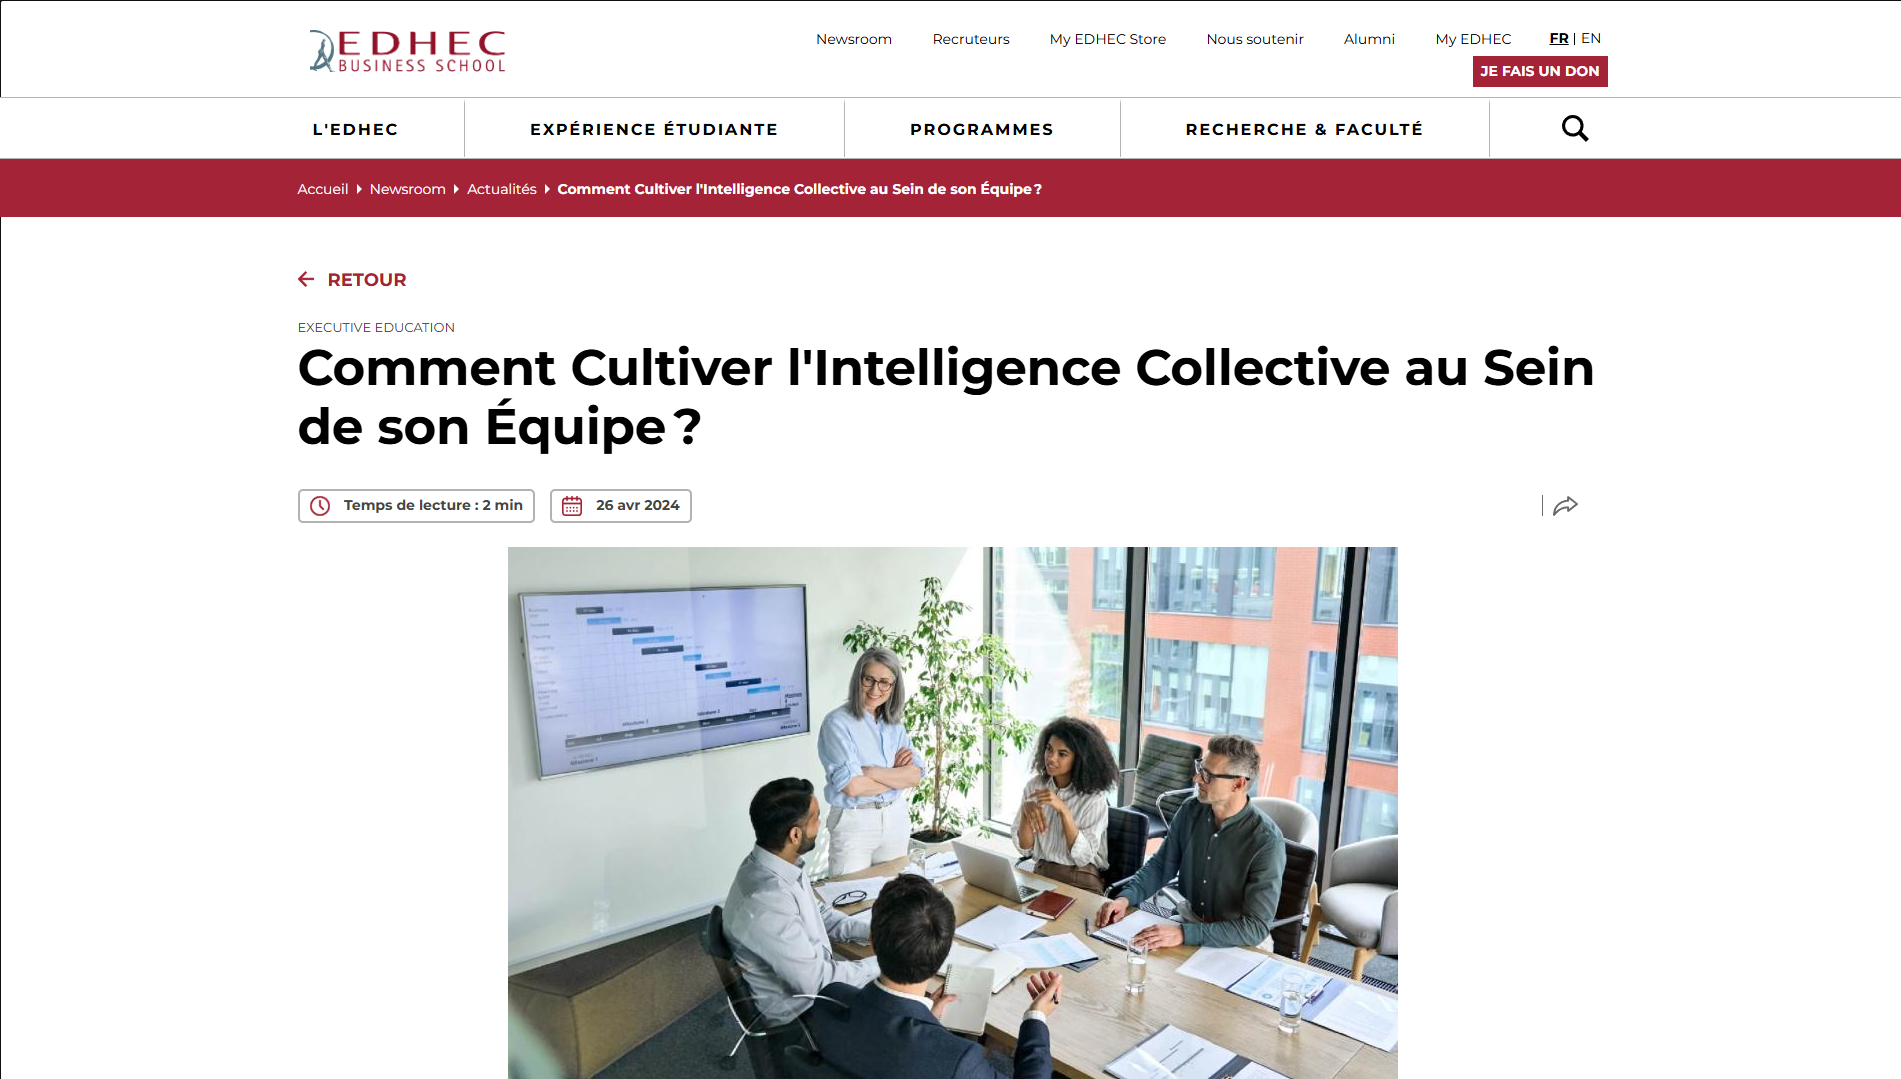 EDHEC
BUSINESS SCHOOL
Newsroom
Recruteurs
My EDHEC Store
Nous soutenir
Alumni
My EDHEC
FR | EN
JE FAIS UN DON
L'EDHEC
EXPÉRIENCE ÉTUDIANTE
PROGRAMMES
RECHERCHE & FACULTÉ
Accueil
Newsroom
Actualités
Comment Cultiver l'Intelligence Collective au Sein de son Équipe ?
RETOUR
EXECUTIVE EDUCATION
Comment Cultiver l'Intelligence Collective au Sein
de son Équipe ?
Temps de lecture : 2 min
26 avr 2024